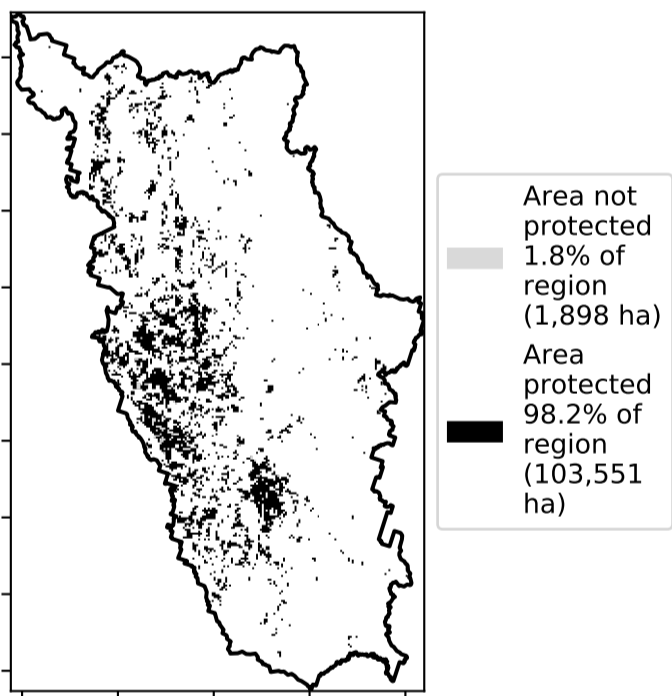 Area not
protected
1.8% of
region
(1,898 ha)
Area
protected
98.2% of
region
(103,551
ha)